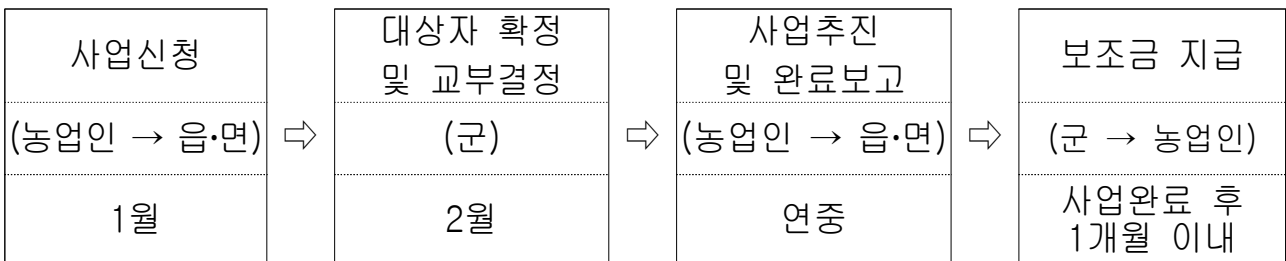 사업신청
(농업인 → 읍·면)
1월
⇨
대상자 확정
및 교부결정
(군)
2월
⇨
사업추진
및 완료보고
(농업인 → 읍·면)
연중
⇨
보조금 지급
(군 → 농업인)
사업완료 후
1개월 이내